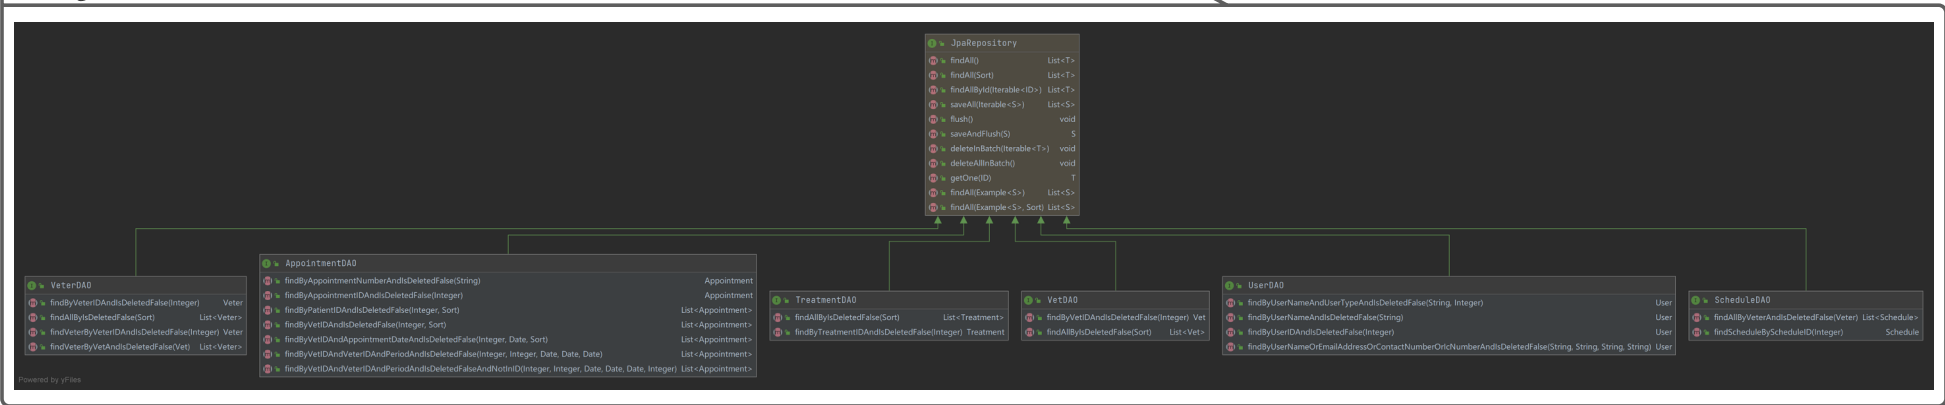 JpaRepository
findAll() List<T>
findAll(Sort) List<T>
findAllById(Iterable<ID>) List<T>
saveAll(Iterable<S>) List<S>
flush() void
saveAndFlush(S) S
deleteInBatch(Iterable<T>) void
deleteAllInBatch() void
getOne(ID) T
findAll(Example<S>) List<S>
findAll(Example<S>, Sort) List<S>
VeterDAO
findByVeterIDAndIsDeletedFalse(Integer) Veter
findAllByIsDeletedFalse(Sort) List<Veter>
findVeterByVeterIDAndIsDeletedFalse(Integer) Veter
findVeterByVetAndIsDeletedFalse(Vet) List<Veter>
AppointmentDAO
findByAppointmentNumberAndIsDeletedFalse(String) Appointment
findByAppointmentIDAndIsDeletedFalse(Integer) Appointment
findByPatientIDAndIsDeletedFalse(Integer, Sort) List<Appointment>
findByVetIDAndIsDeletedFalse(Integer, Sort) List<Appointment>
findByVetIDAndAppointmentDateAndIsDeletedFalse(Integer, Date, Sort) List<Appointment>
findByVetIDAndVeterIDAndPeriodAndIsDeletedFalse(Integer, Integer, Date, Date, Date) List<Appointment>
findByVetIDAndVeterIDAndPeriodAndIsDeletedFalseAndNotInID(Integer, Integer, Date, Date, Date, Integer) List<Appointment>
TreatmentDAO
findAllByIsDeletedFalse(Sort) List<Treatment>
findByTreatmentIDAndIsDeletedFalse(Integer) Treatment
VetDAO
findByVetIDAndIsDeletedFalse(Integer) Vet
findAllByIsDeletedFalse(Sort) List<Vet>
UserDAO
findByUserNameAndUserTypeAndIsDeletedFalse(String, Integer) User
findByUserNameAndIsDeletedFalse(String) User
findByUserIDAndIsDeletedFalse(Integer) User
findByUserNameOrEmailAddressOrContactNumberOrIcNumberAndIsDeletedFalse(String, String, String, String) User
ScheduleDAO
findAllByVeterAndIsDeletedFalse(Veter) List<Schedule>
findScheduleByScheduleID(Integer) Schedule
Powered by yFiles